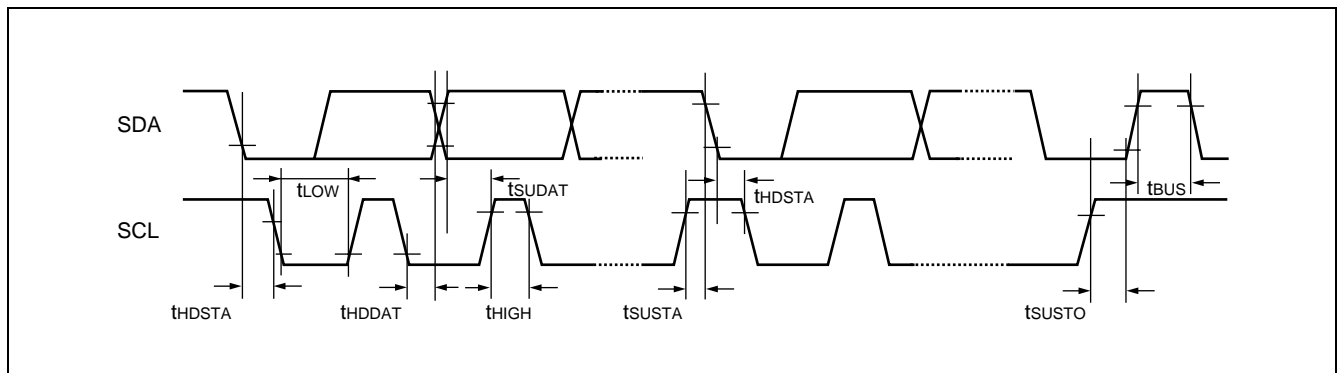 SDA
tLOW
tSUDAT
tHDSTA
tBUS
SCL
tHDSTA
tHDDAT
tHIGH
tSUSTA
tSUSTO